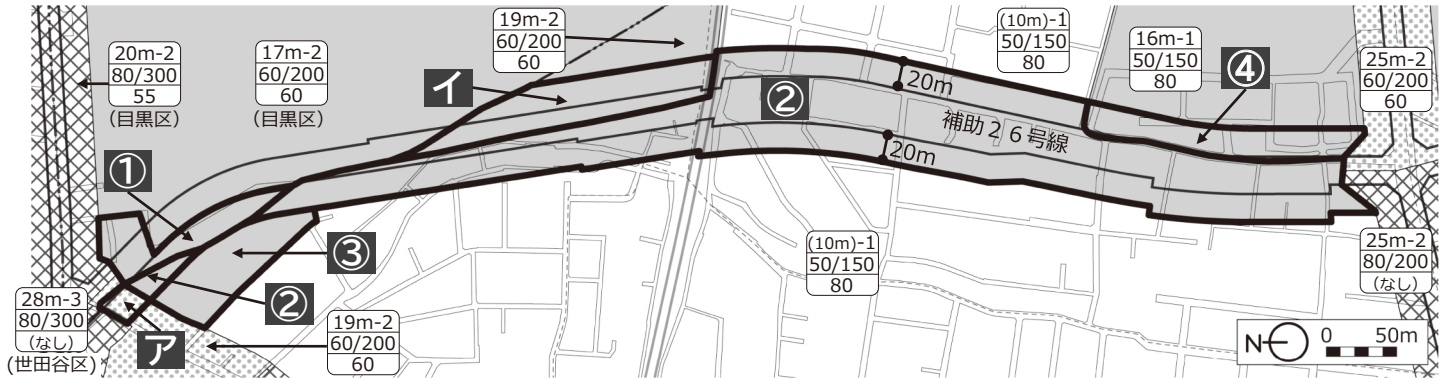 20m-2
80/300
55
(目黒区)
17m-2
60/200
60
(目黒区)
19m-2
60/200
60
(10m)-1
50/150
80
16m-1
50/150
80
25m-2
60/200
60
イ
②
20m
④
補助26号線
20m
①
③
②
ア
28m-3
80/300
(なし)
(世田谷区)
19m-2
60/200
60
(10m)-1
50/150
80
25m-2
80/200
(なし)
N
0 50m